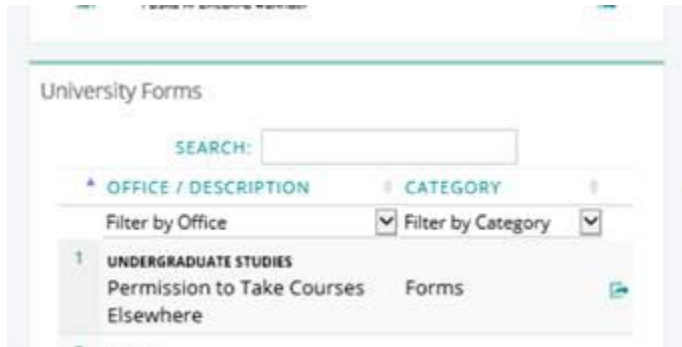 University Forms
SEARCH:
OFFICE / DESCRIPTION CATEGORY
Filter by Office Filter by Category
1 UNDERGRADUATE STUDIES
Permission to Take Courses Forms
Elsewhere